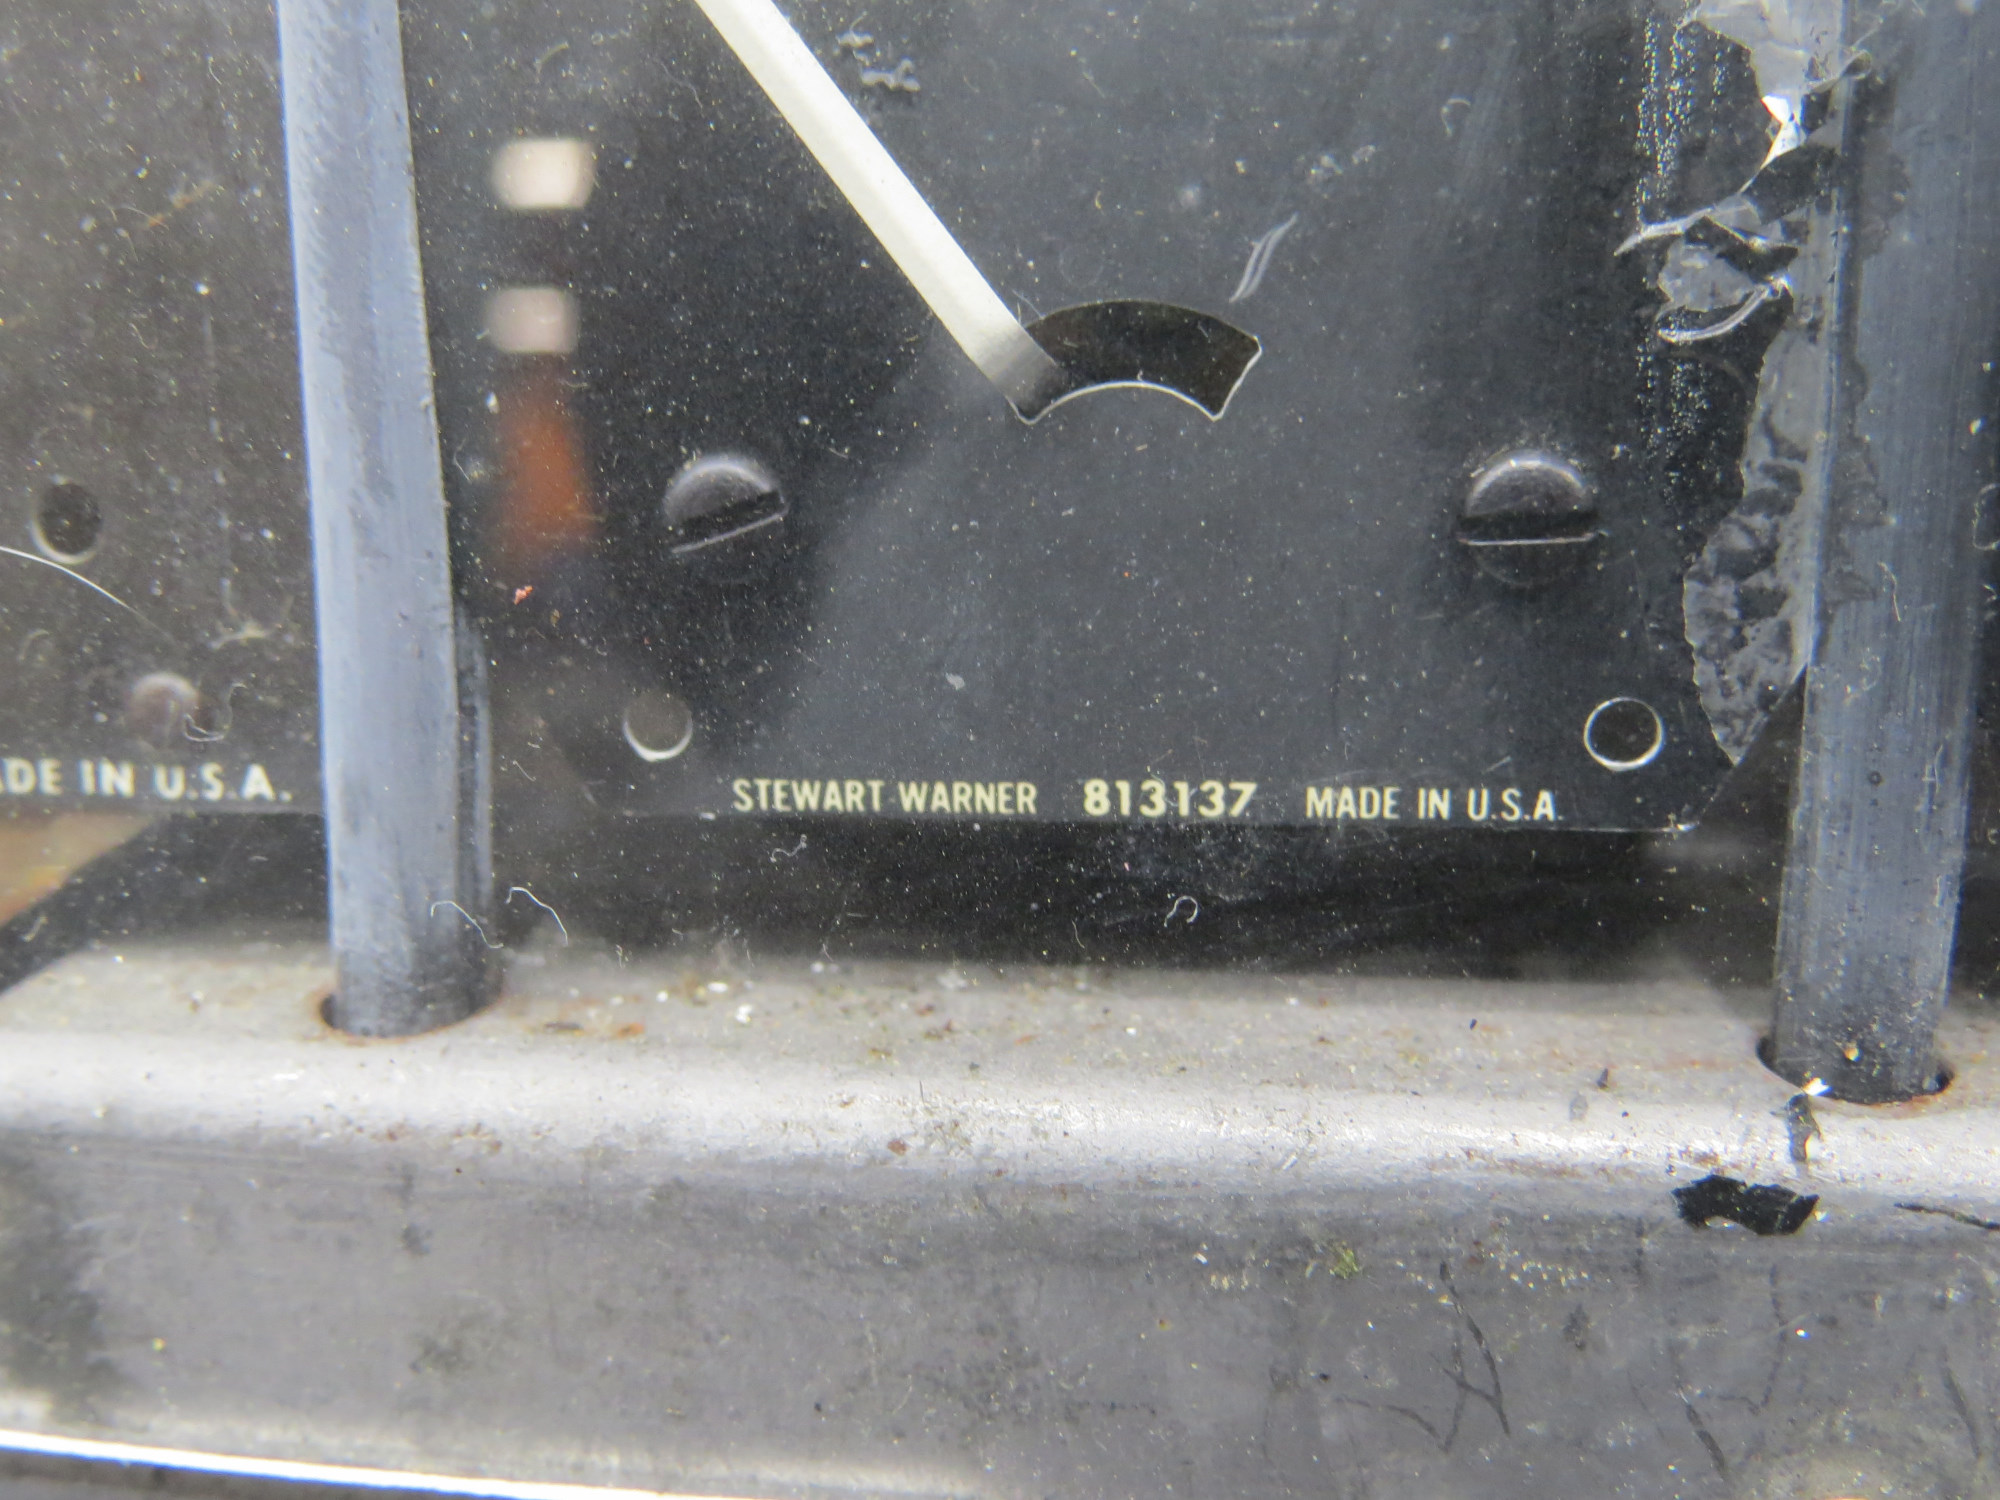 ADE IN U.S.A.
STEWART-WARNER 813137 MADE IN U.S.A.